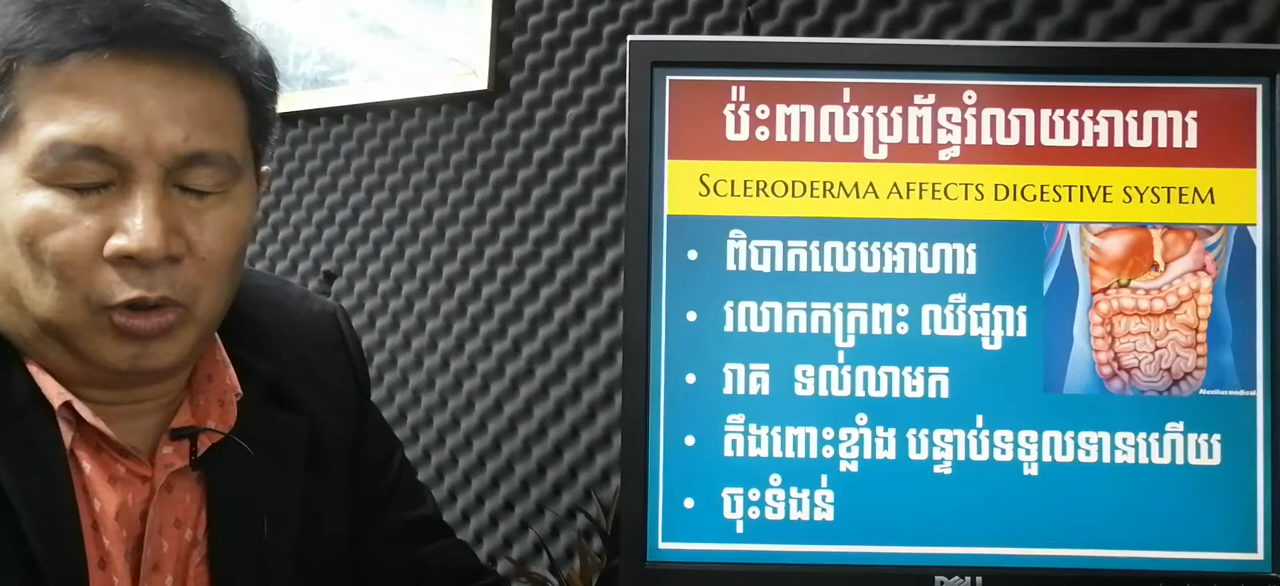 ប៉ះពាល់ប្រព័ន្ធរំលាយអាហារ
SCLERODERMA AFFECTS DIGESTIVE SYSTEM
• ពិបាកលេបអាហារ
• រលាកក្រពះ ឈឺផ្សារ
• រាគ ទល់លាមក
• តឹងពោះខ្លាំង បន្ទាប់ទទួលទានហើយ
• ចុះទំងន់
Alexilusmedical
DELL